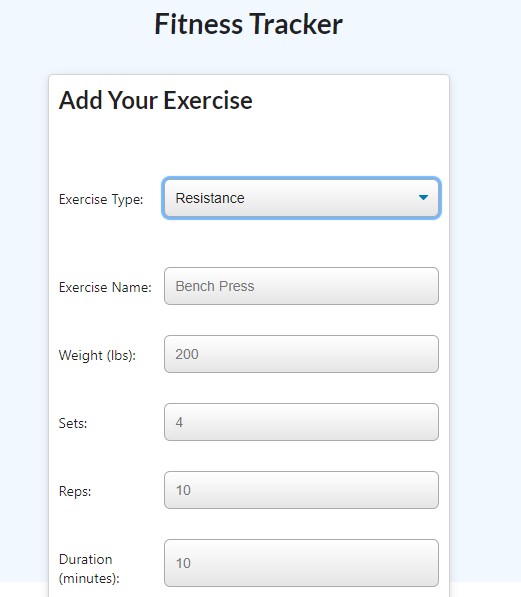 Fitness Tracker
Add Your Exercise
Exercise Type: Resistance
Exercise Name: Bench Press
Weight (lbs): 200
Sets: 4
Reps: 10
Duration
(minutes): 10